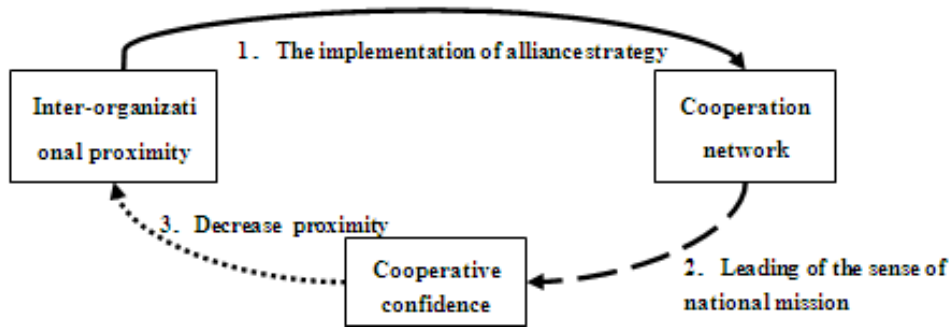 1. The implementation of alliance strategy
Inter-organizati
onal proximity
Cooperation
network
3. Decrease proximity
Cooperative
confidence
2. Leading of the sense of
national mission